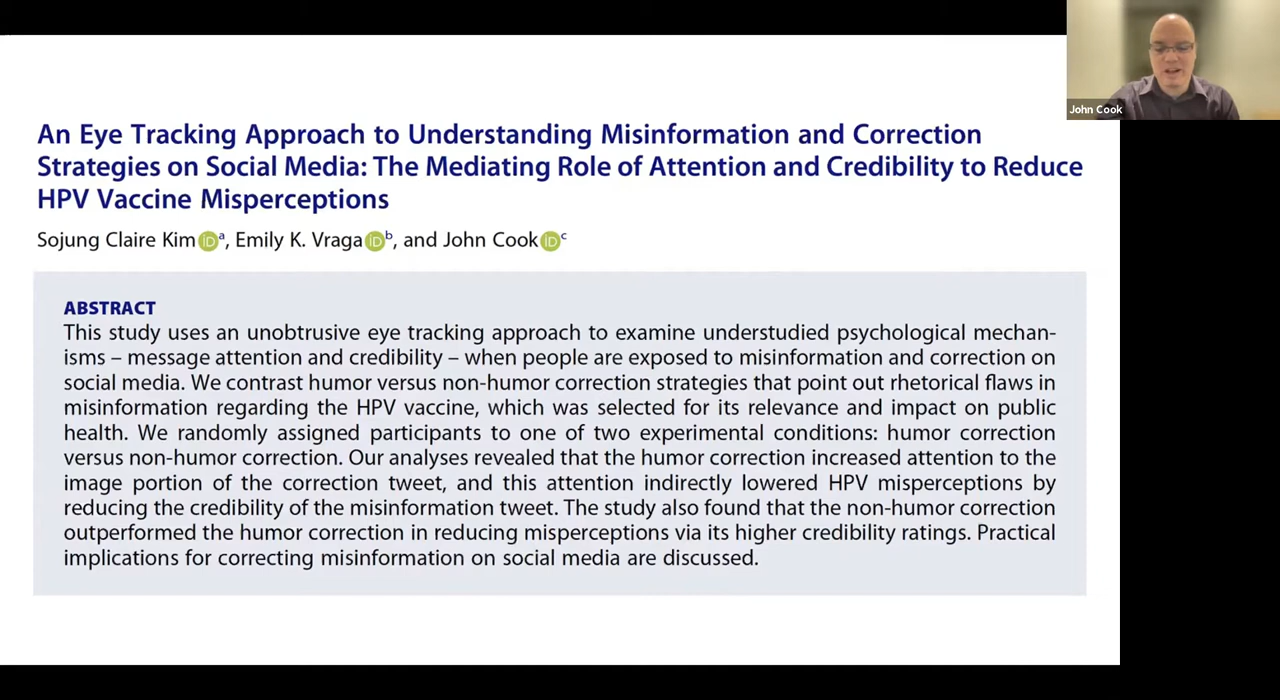 John Cook
An Eye Tracking Approach to Understanding Misinformation and Correction
Strategies on Social Media: The Mediating Role of Attention and Credibility to Reduce
HPV Vaccine Misperceptions
Sojung Claire Kim iD a, Emily K. Vraga iD b, and John Cook iD c
ABSTRACT
This study uses an unobtrusive eye tracking approach to examine understudied psychological mechan-
isms – message attention and credibility – when people are exposed to misinformation and correction on
social media. We contrast humor versus non-humor correction strategies that point out rhetorical flaws in
misinformation regarding the HPV vaccine, which was selected for its relevance and impact on public
health. We randomly assigned participants to one of two experimental conditions: humor correction
versus non-humor correction. Our analyses revealed that the humor correction increased attention to the
image portion of the correction tweet, and this attention indirectly lowered HPV misperceptions by
reducing the credibility of the misinformation tweet. The study also found that the non-humor correction
outperformed the humor correction in reducing misperceptions via its higher credibility ratings. Practical
implications for correcting misinformation on social media are discussed.